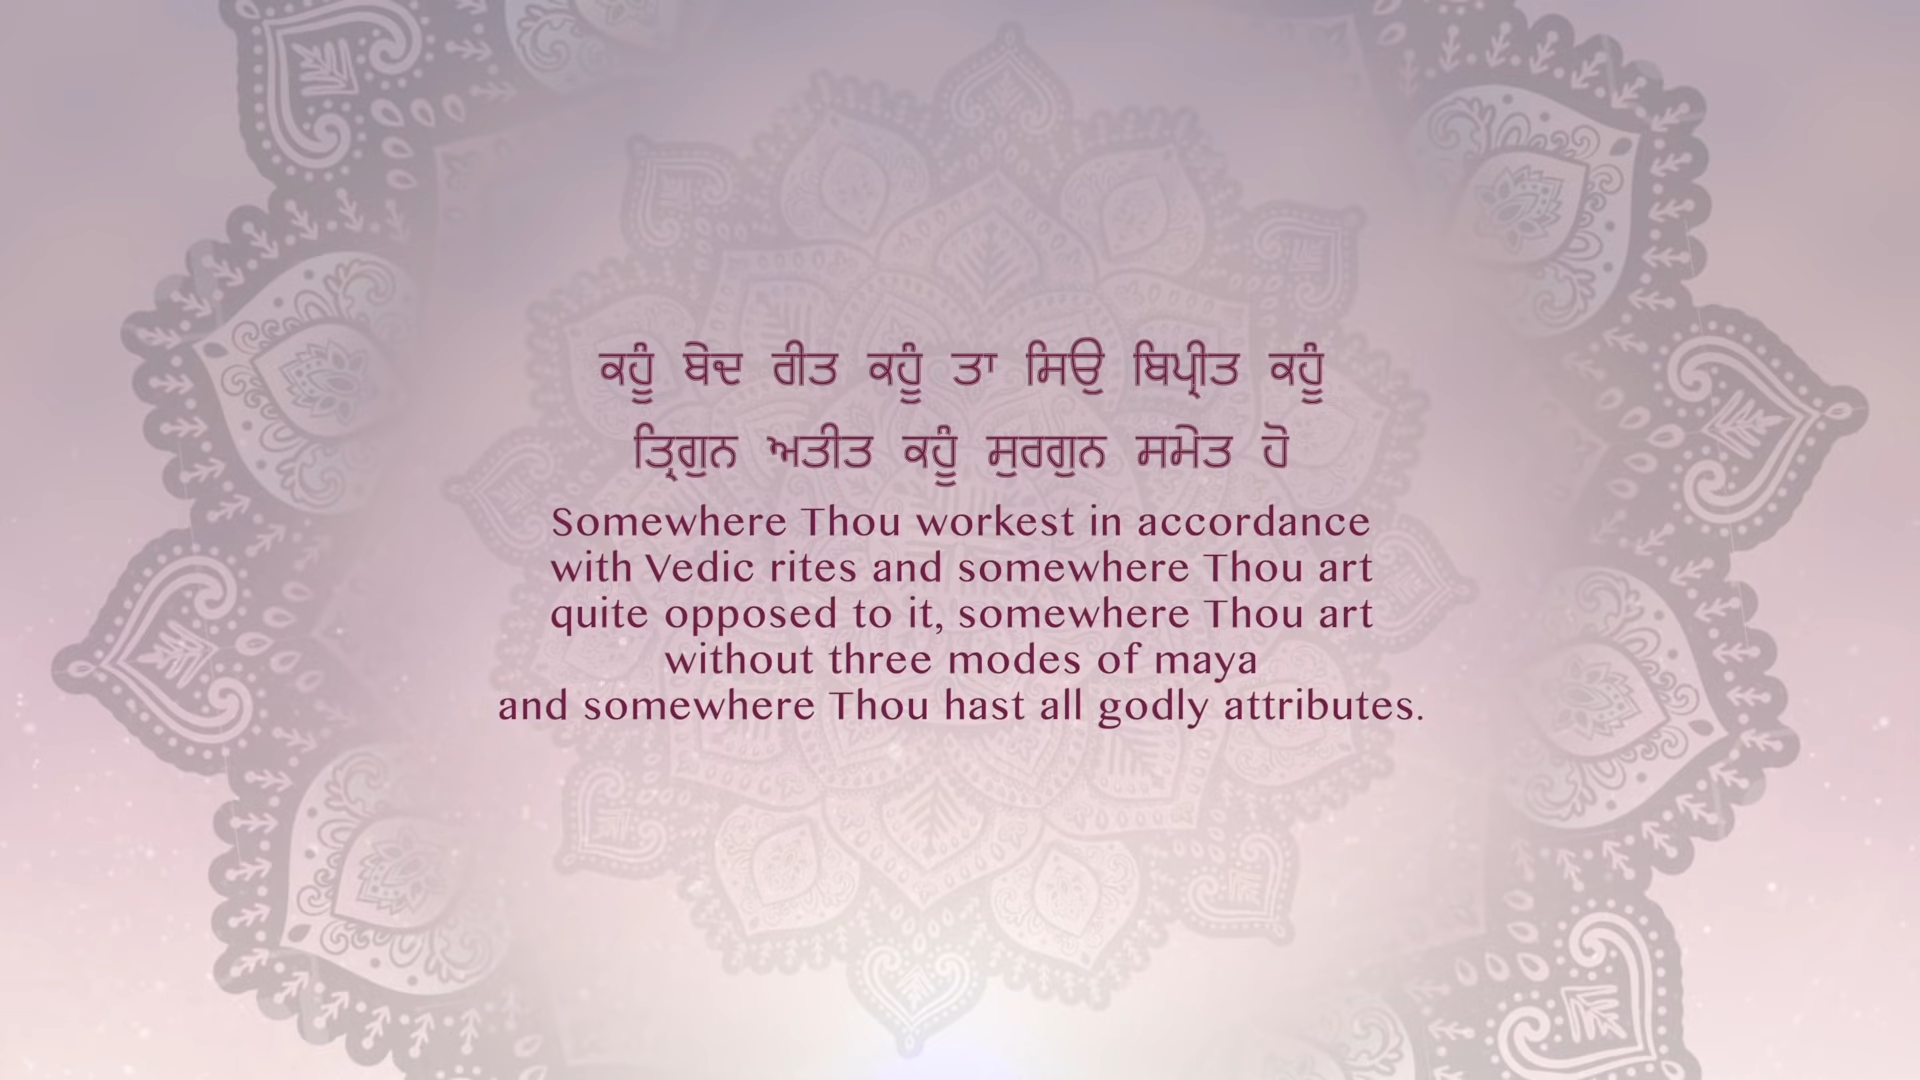 ਕਹੂੰ ਬੇਦ ਰੀਤ ਕਹੂੰ ਤਾ ਸਿਉ ਬਿਪ੍ਰੀਤ ਕਹੂੰ
ਤ੍ਰਿਗੁਨ ਅਤੀਤ ਕਹੂੰ ਸੁਰਗੁਨ ਸਮੇਤ ਹੋ
Somewhere Thou workest in accordance
with Vedic rites and somewhere Thou art
quite opposed to it, somewhere Thou art
without three modes of maya
and somewhere Thou hast all godly attributes.